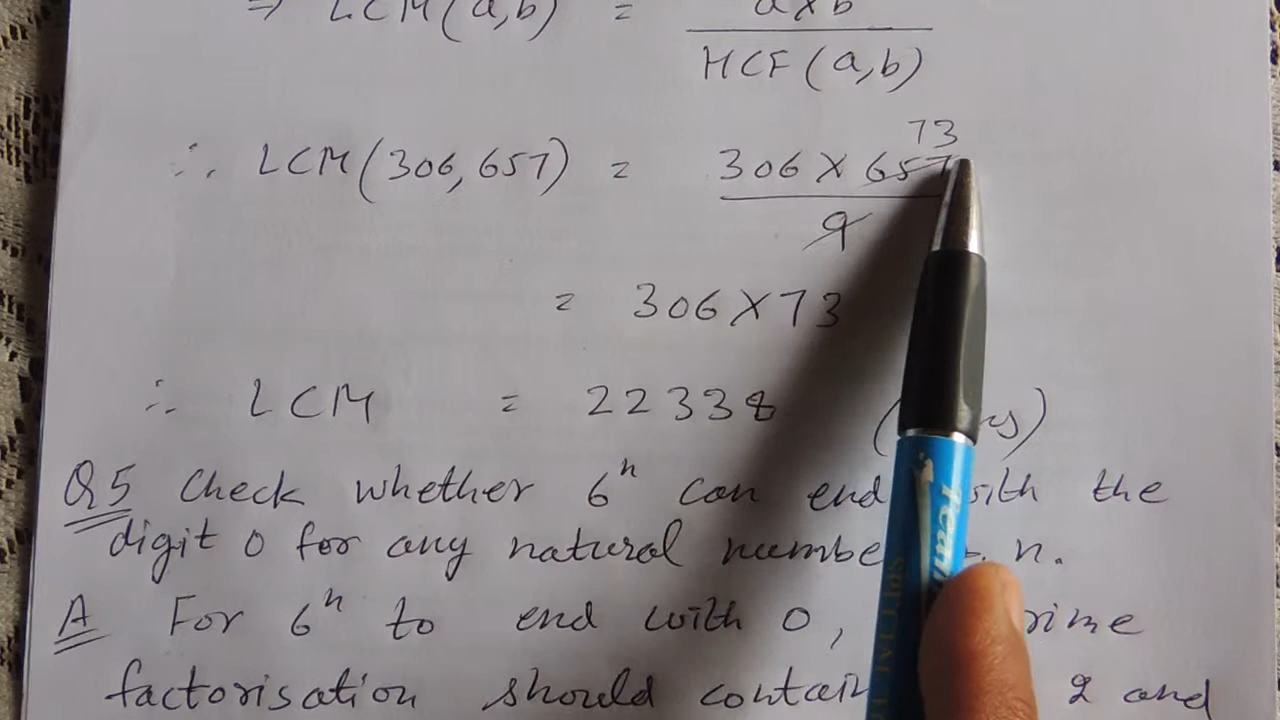 ⇒ LCM(a,b) = a×b
HCF(a,b)
73
∴ LCM(306,657) = 306×657
9
= 306×73
∴ LCM = 22338
Q5 Check whether 6ⁿ can end with the
digit 0 for any natural number n.
A For 6ⁿ to end with 0, prime
factorisation should contain 2 and